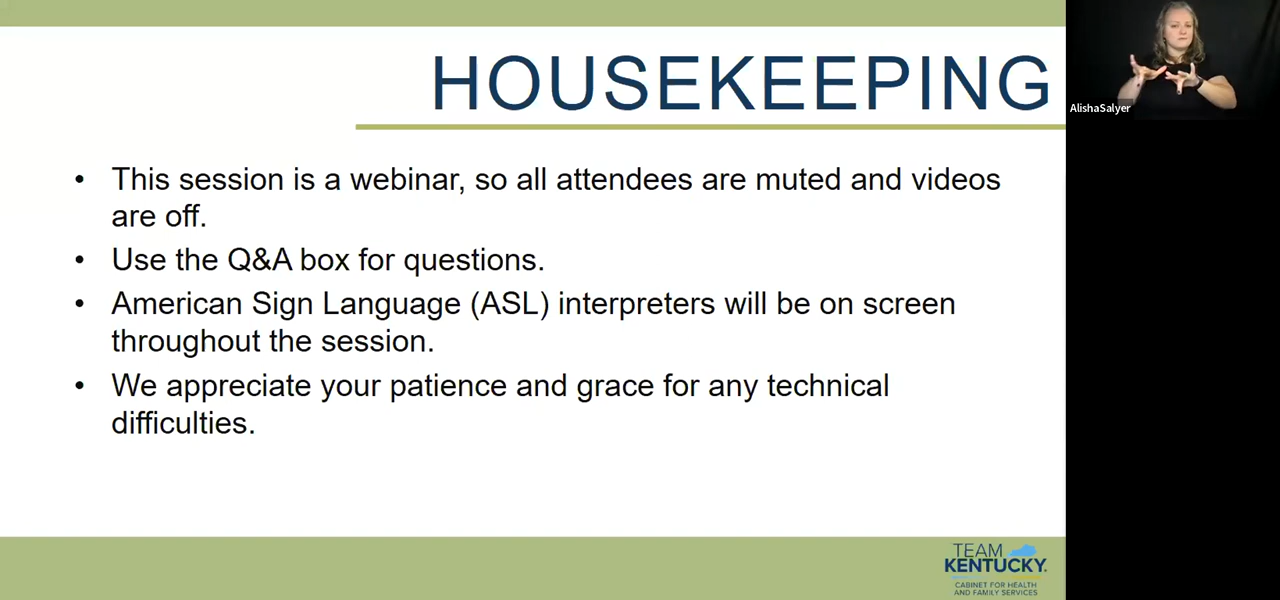 HOUSEKEEPING
AlishaSalyer
• This session is a webinar, so all attendees are muted and videos
are off.
• Use the Q&A box for questions.
• American Sign Language (ASL) interpreters will be on screen
throughout the session.
• We appreciate your patience and grace for any technical
difficulties.
TEAM
KENTUCKY.
CABINET FOR HEALTH
AND FAMILY SERVICES